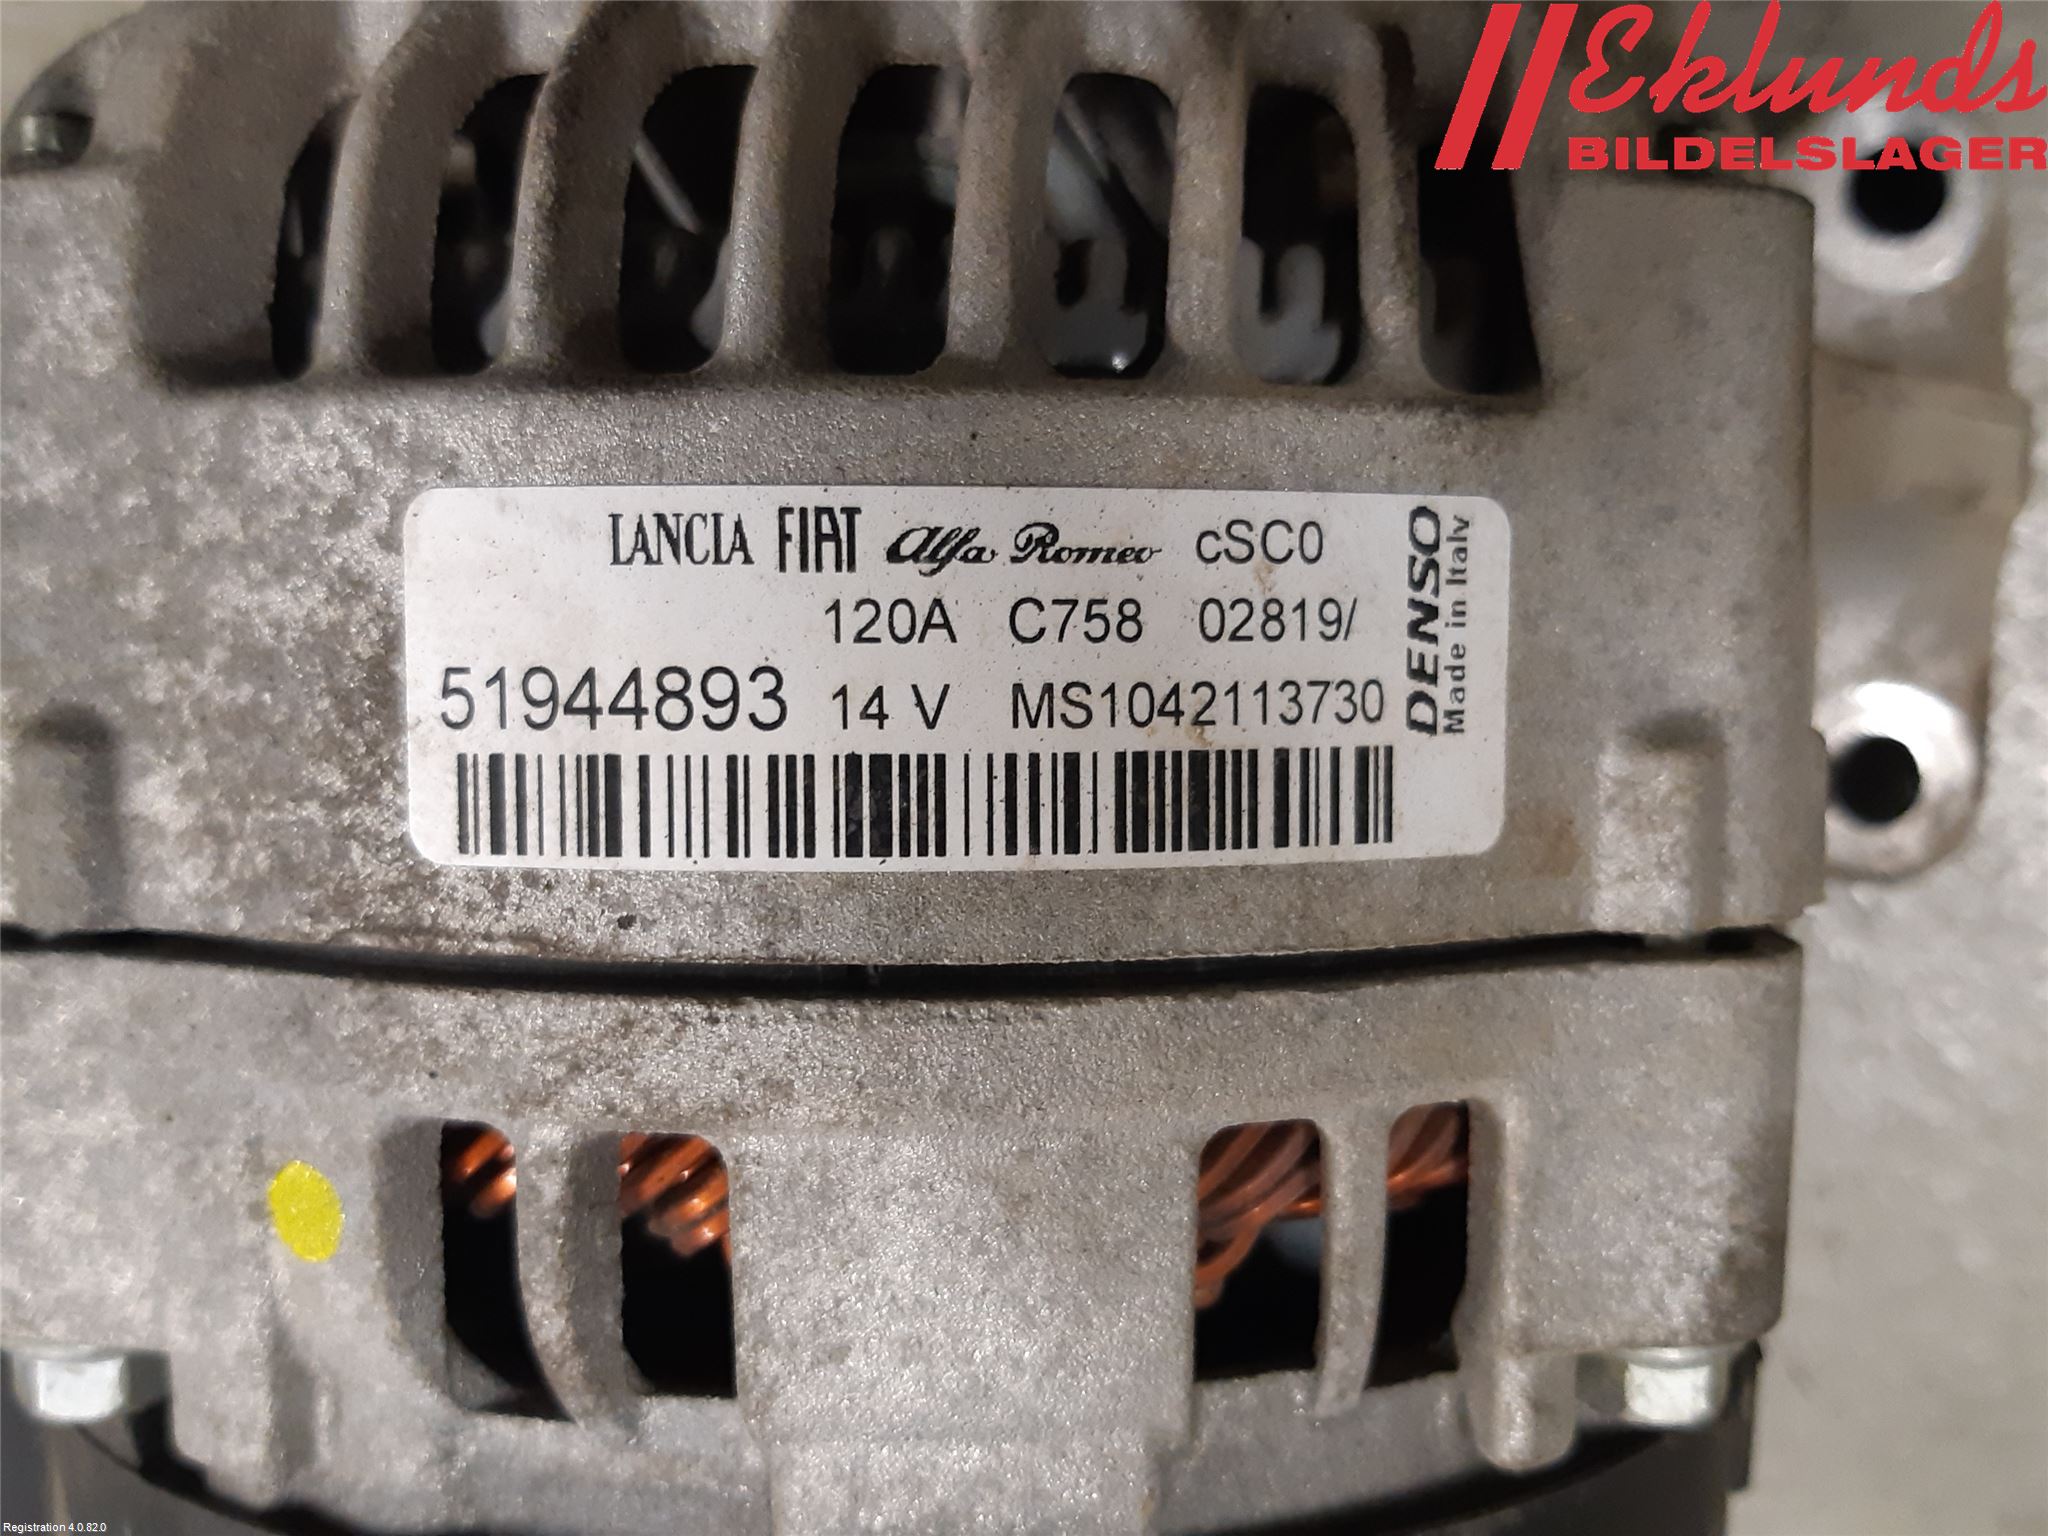 Eklunds
BILDELSLAGER
LANCIA FIAT Alfa Romeo cSC0
120A C758 02819/
51944893 14 V MS1042113730
DENSO
Made in Italy
Registration 4.0.82.0